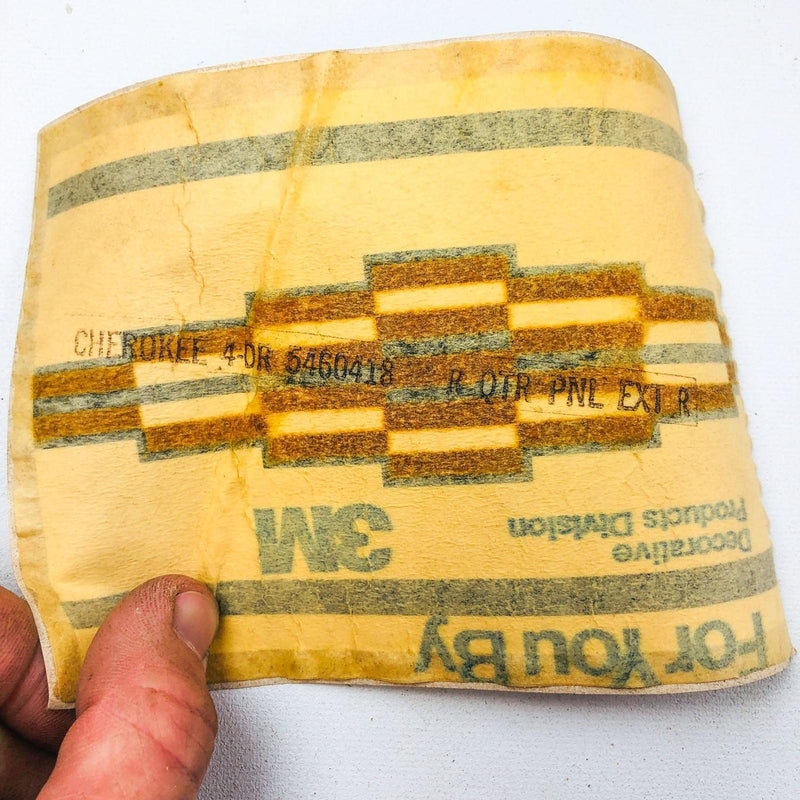 CHEROKEE 4-DR 5460418 R QTR PNL EXT R
3M
Decorative
Products Division
For You By